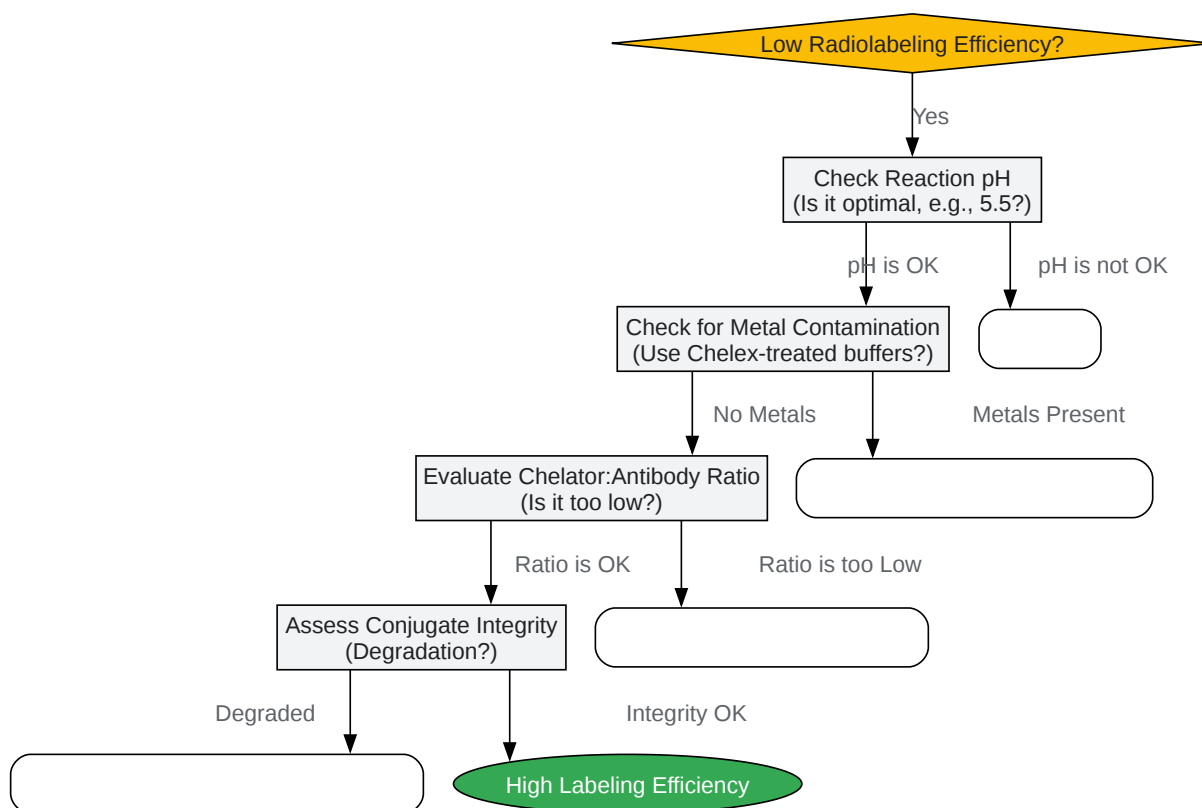 Low Radiolabeling Efficiency?
Yes
Check Reaction pH
(Is it optimal, e.g., 5.5?)
pH is OK
pH is not OK
Check for Metal Contamination
(Use Chelex-treated buffers?)
No Metals
Metals Present
Evaluate Chelator:Antibody Ratio
(Is it too low?)
Ratio is OK
Ratio is too Low
Assess Conjugate Integrity
(Degradation?)
Degraded
Integrity OK
High Labeling Efficiency